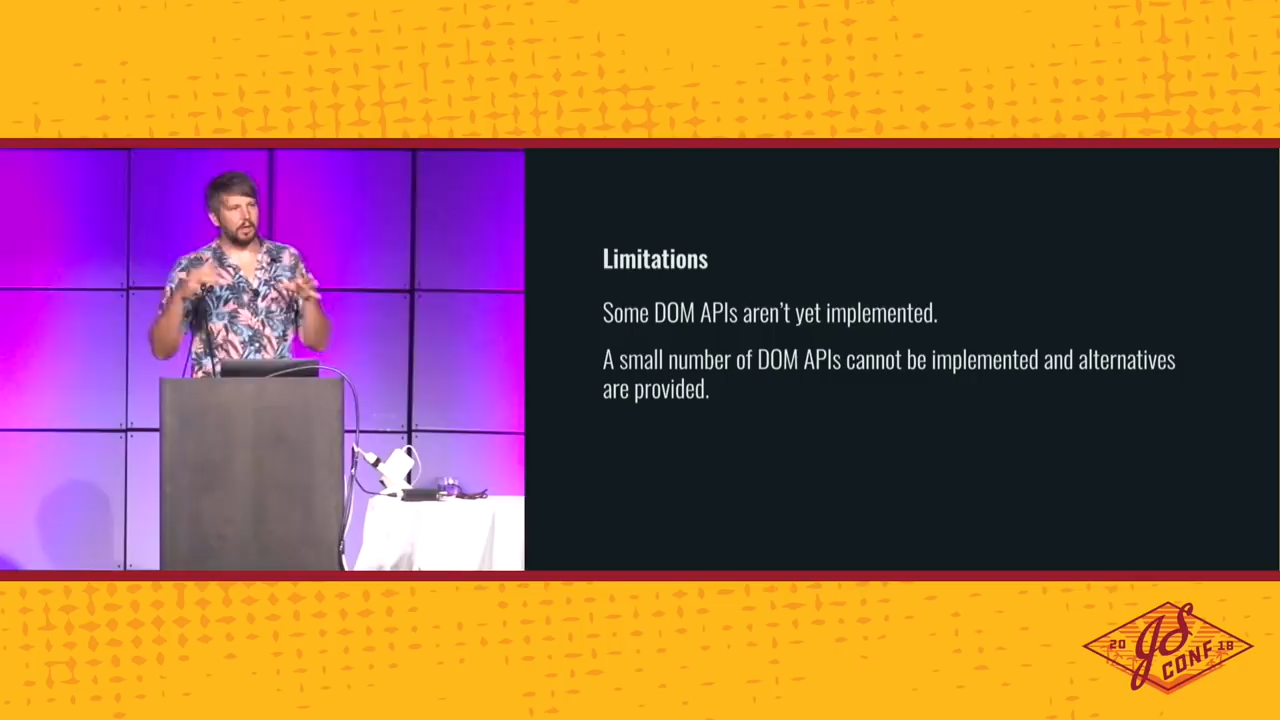 Limitations
Some DOM APIs aren't yet implemented.
A small number of DOM APIs cannot be implemented and alternatives
are provided.
20 JS CONF 18